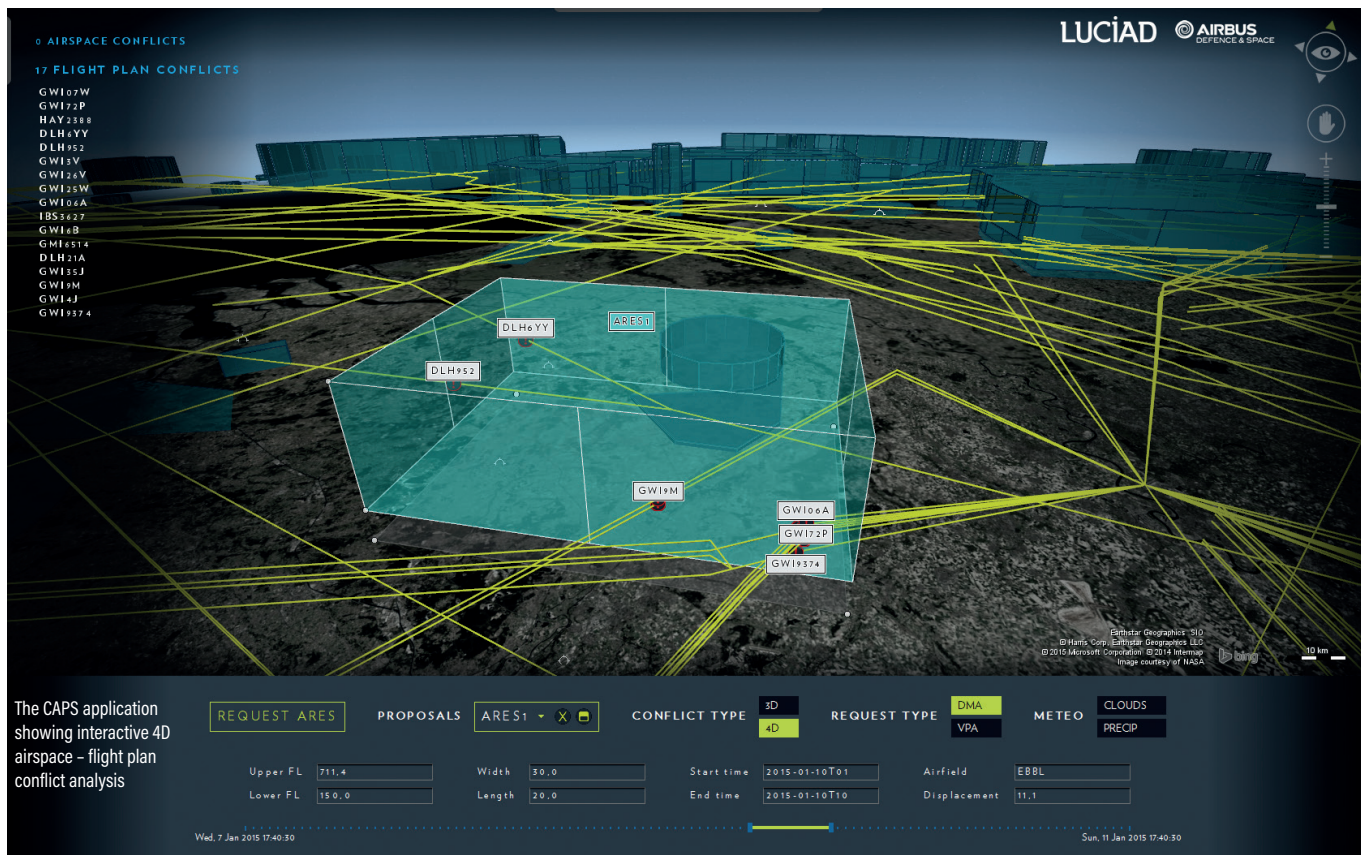 0 AIRSPACE CONFLICTS
17 FLIGHT PLAN CONFLICTS
GWI07W
GWI72P
HAY2388
DLH6YY
DLH952
GWI3V
GWI26V
GWI25W
GWI06A
IBS3627
GWI6B
GMI6514
DLH21A
GWI35J
GWI9M
GWI4J
GWI9374
LUCIAD
AIRBUS
DEFENCE & SPACE
DLH6YY
ARES1
DLH952
GWI9M
GWI06A
GWI72P
GWI9374
Earthstar Geographics SIO
© Harris Corp, Earthstar Geographics LLC
© 2015 Microsoft Corporation © 2014 Intermap
Image courtesy of NASA
bing
10 km
The CAPS application
showing interactive 4D
airspace – flight plan
conflict analysis
REQUEST ARES
PROPOSALS
ARES1
X
CONFLICT TYPE
3D
4D
REQUEST TYPE
DMA
VPA
METEO
CLOUDS
PRECIP
Upper FL 711,4
Width 30,0
Start time 2015-01-10T01
Airfield EBBL
Lower FL 150,0
Length 20,0
End time 2015-01-10T10
Displacement 11,1
Wed, 7 Jan 2015 17:40:30
Sun, 11 Jan 2015 17:40:30